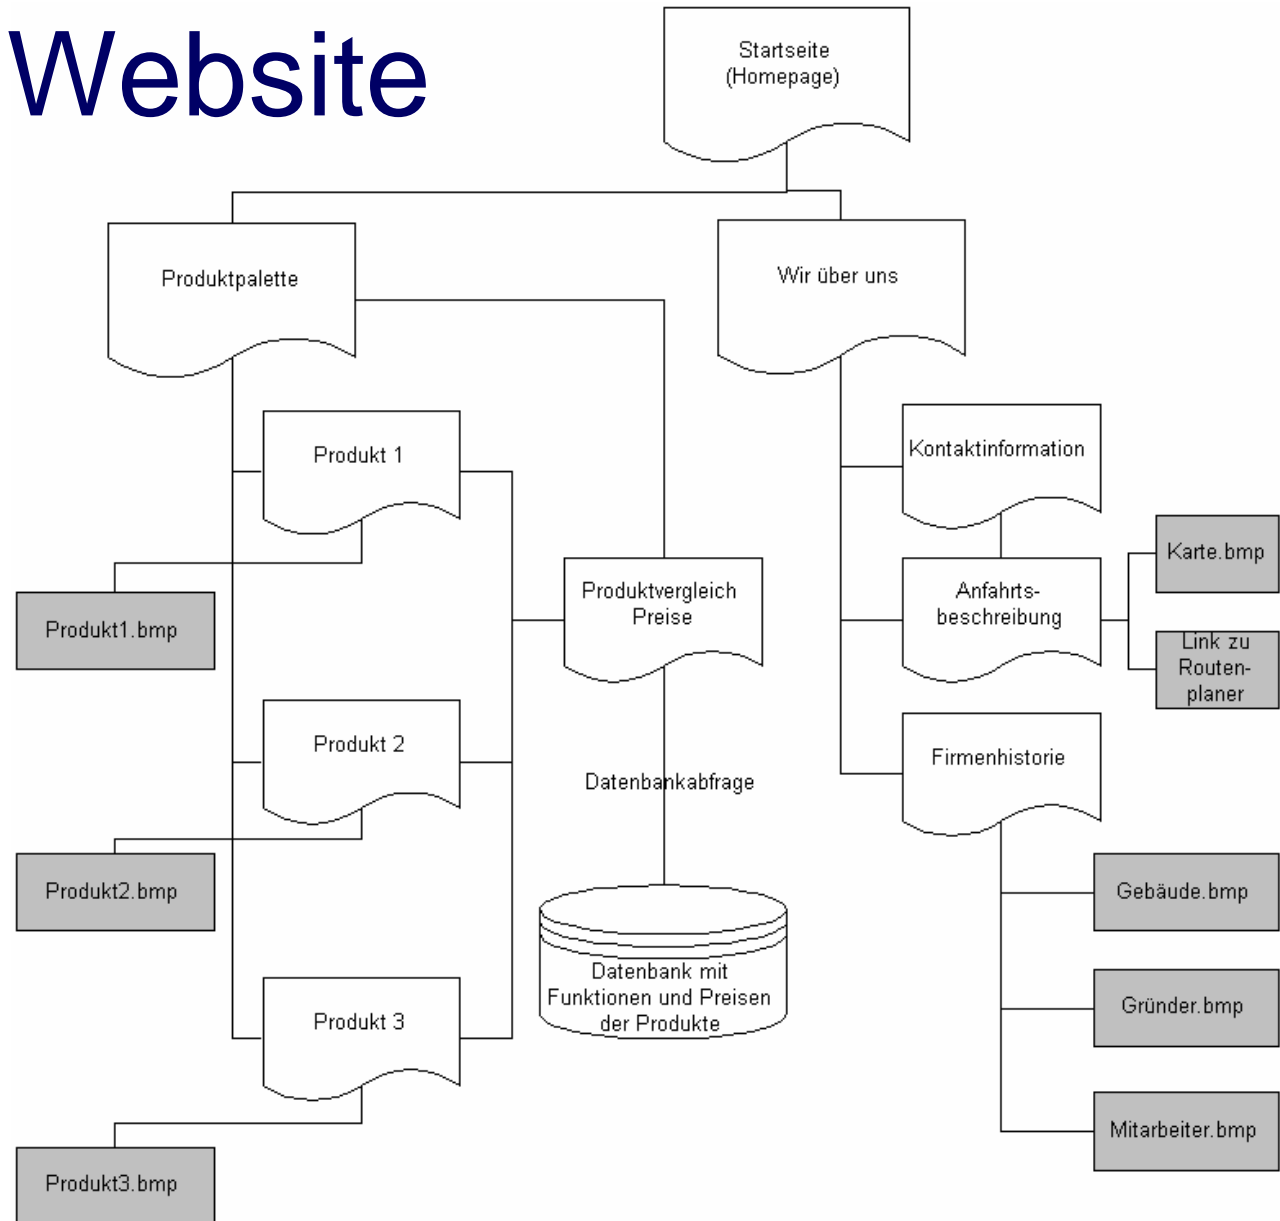 Website
Startseite
(Homepage)
Produktpalette
Wir über uns
Produkt 1
Kontaktinformation
Karte.bmp
Produkt1.bmp
Produktvergleich
Preise
Anfahrts-
beschreibung
Link zu
Routen-
planer
Produkt 2
Firmenhistorie
Datenbankabfrage
Produkt2.bmp
Gebäude.bmp
Datenbank mit
Funktionen und Preisen
der Produkte
Gründer.bmp
Produkt 3
Mitarbeiter.bmp
Produkt3.bmp